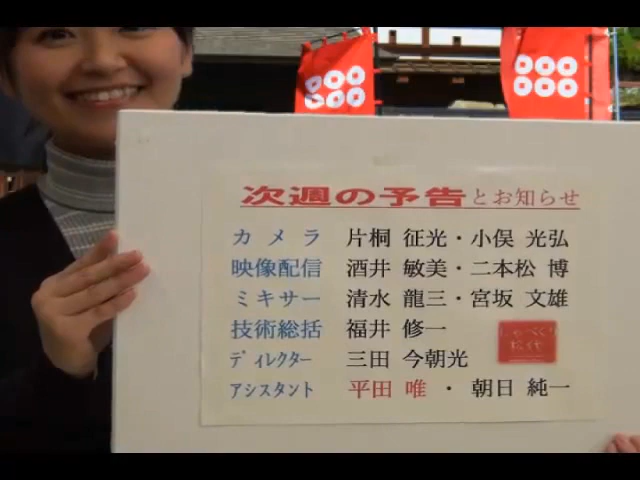 次週の予告とお知らせ
カメラ 片桐 征光・小俣 光弘
映像配信 酒井 敏美・二本松 博
ミキサー 清水 龍三・宮坂 文雄
技術総括 福井 修一
ディレクター 三田 今朝光
アシスタント 平田 唯 ・ 朝日 純一